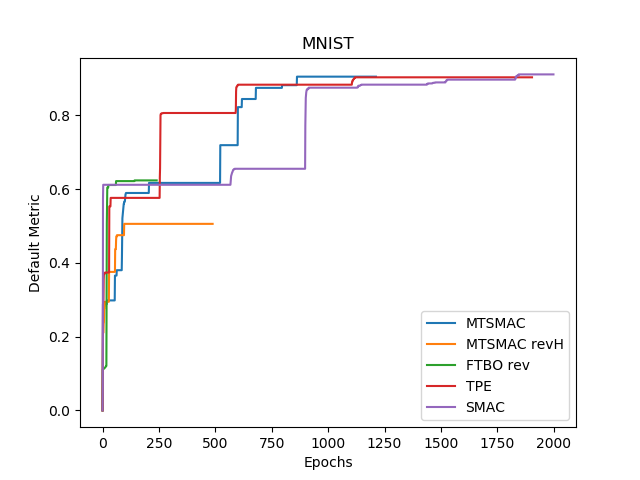 MNIST
Default Metric
0.8
0.6
0.4
0.2
0.0
MTSMAC
MTSMAC revH
FTBO rev
TPE
SMAC
0 250 500 750 1000 1250 1500 1750 2000
Epochs